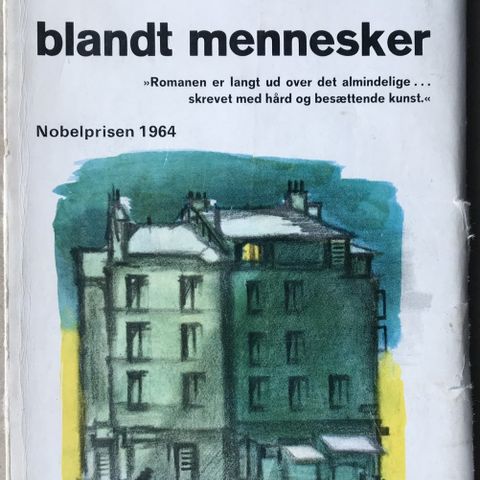 blandt mennesker
»Romanen er langt ud over det almindelige...
skrevet med hård og besættende kunst.«
Nobelprisen 1964